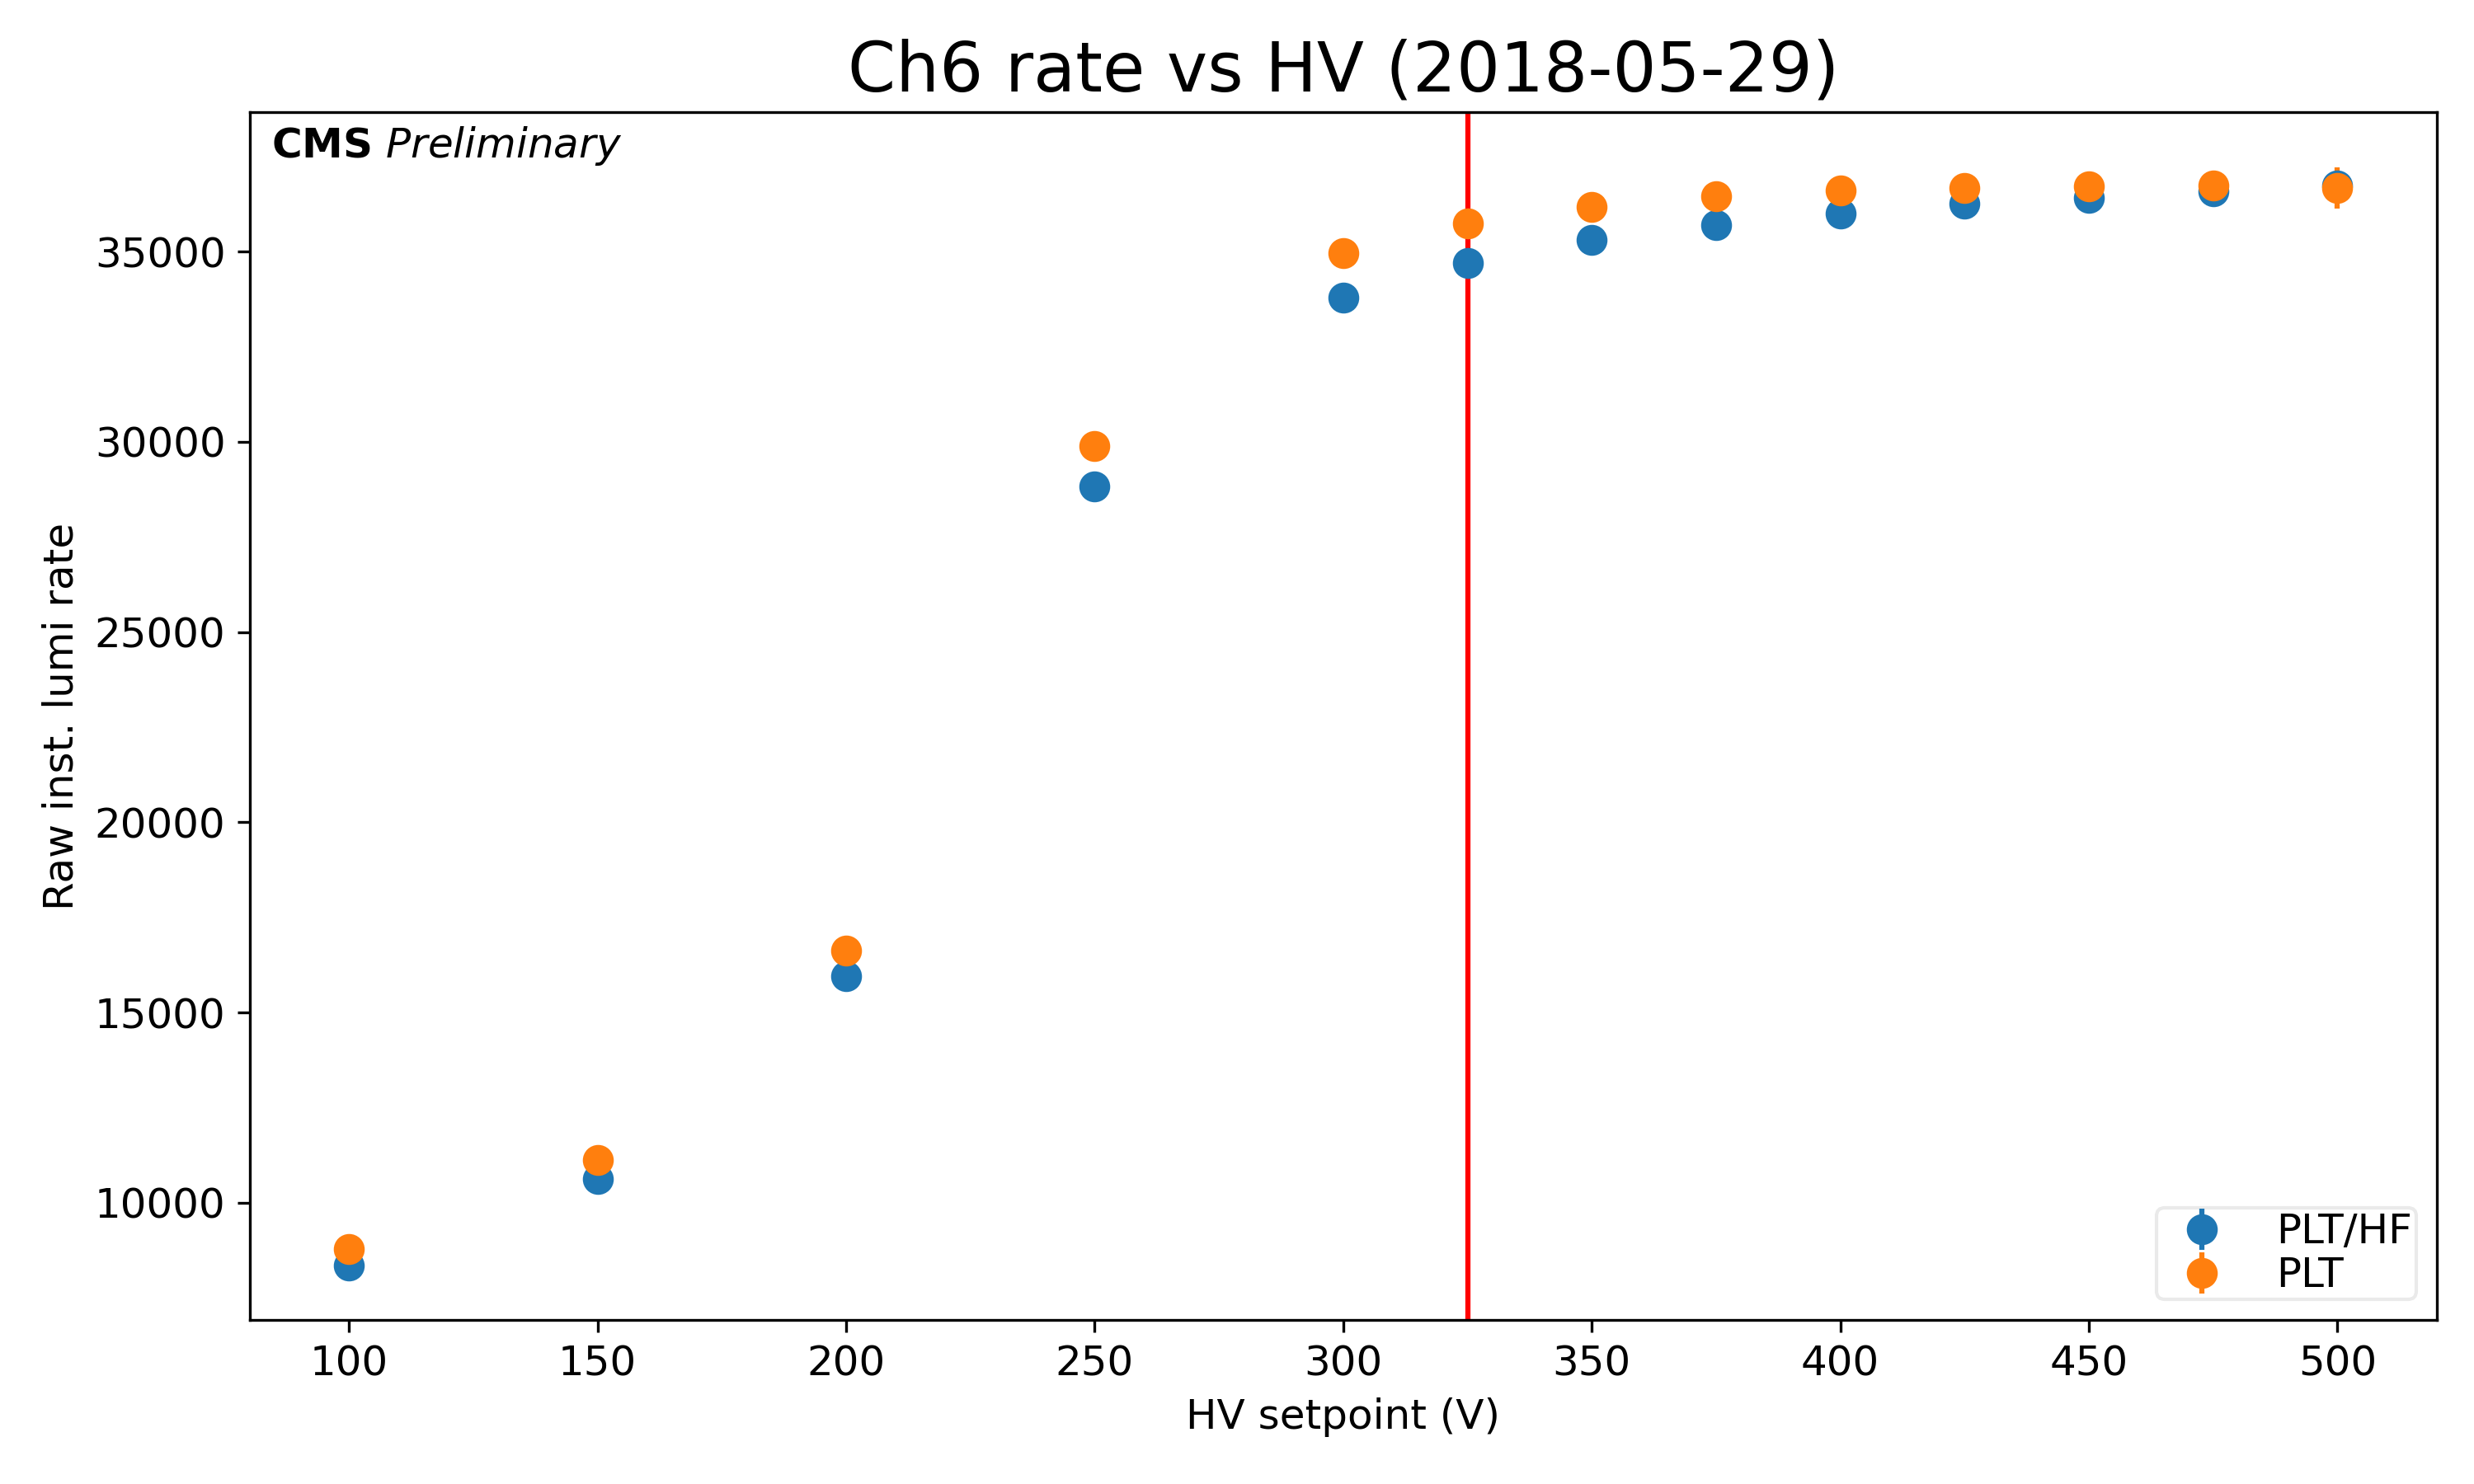 Ch6 rate vs HV (2018-05-29)
CMS Preliminary
Raw inst. lumi rate
35000
30000
25000
20000
15000
10000
100 150 200 250 300 350 400 450 500
HV setpoint (V)
PLT/HF
PLT